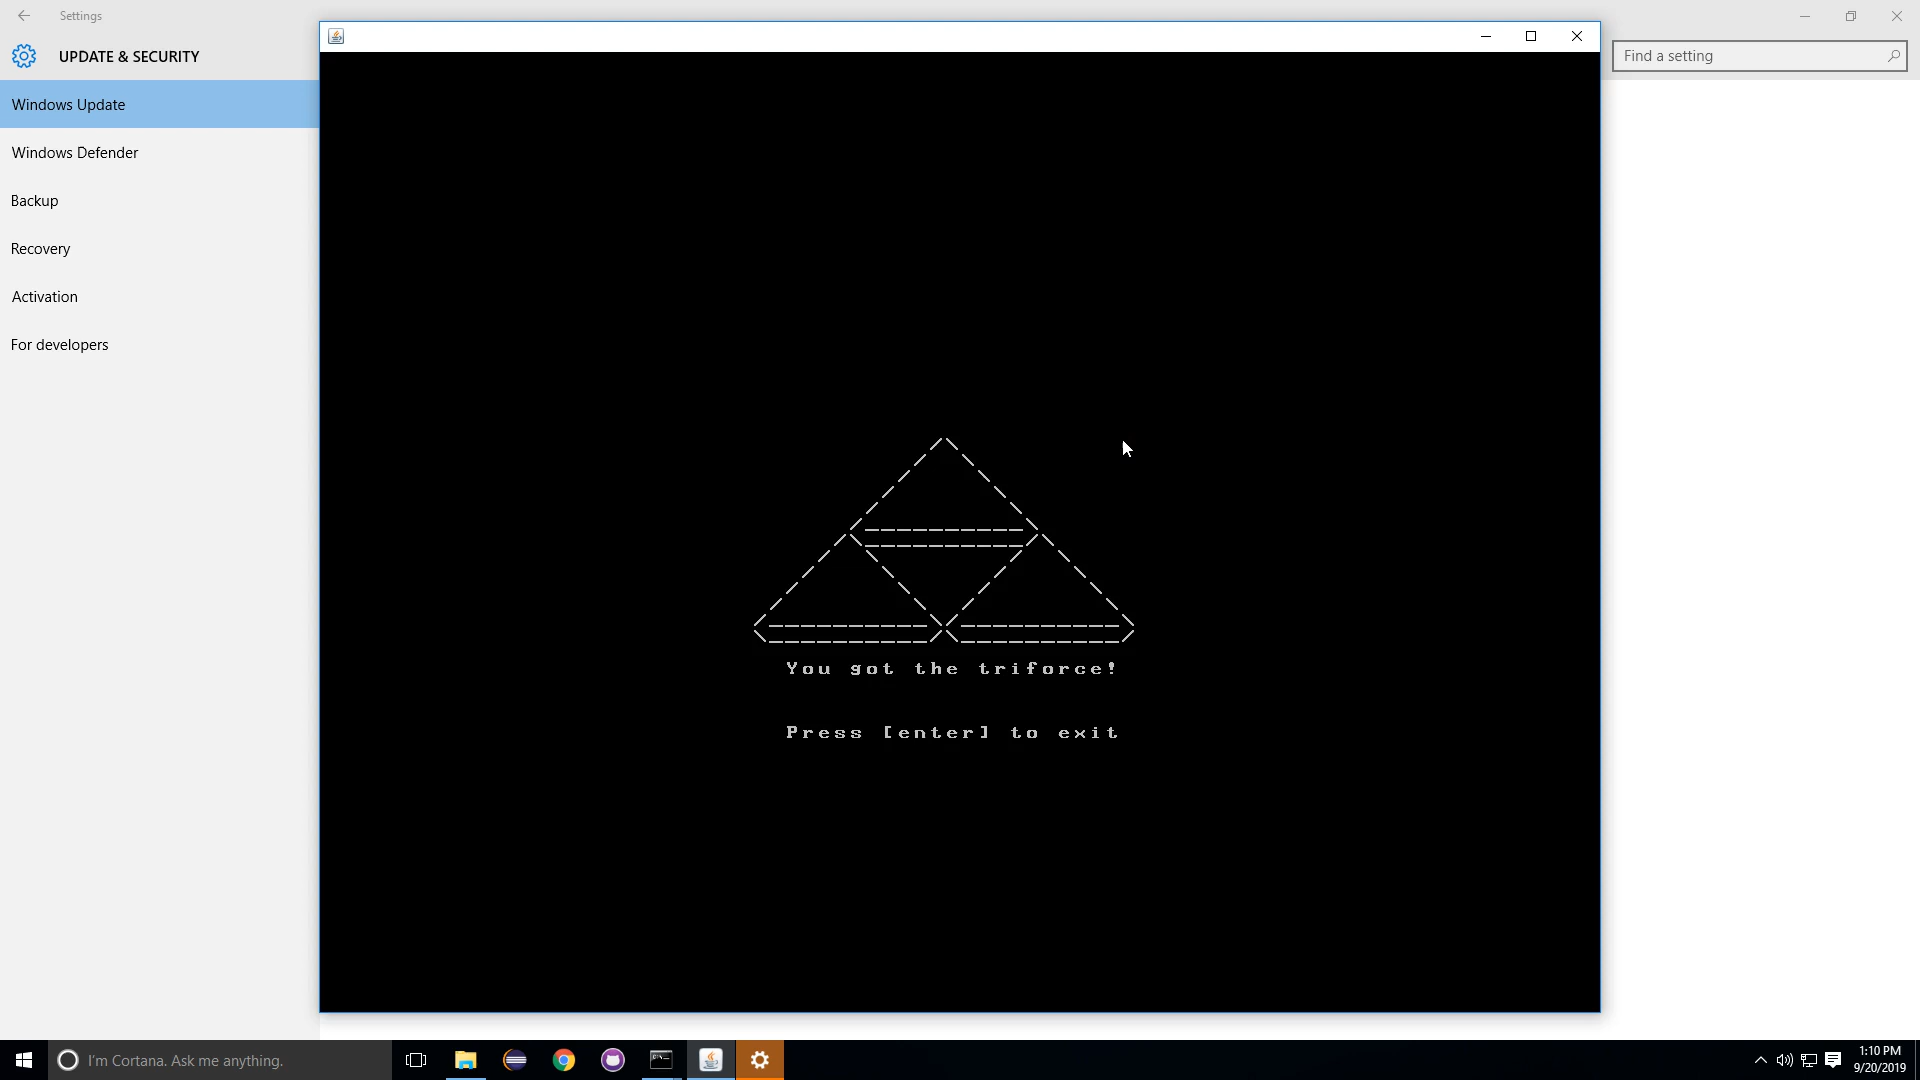 Settings
UPDATE & SECURITY
Find a setting
Windows Update
Windows Defender
Backup
Recovery
Activation
For developers
You got the triforce!
Press [enter] to exit
I'm Cortana. Ask me anything.
1:10 PM
9/20/2019